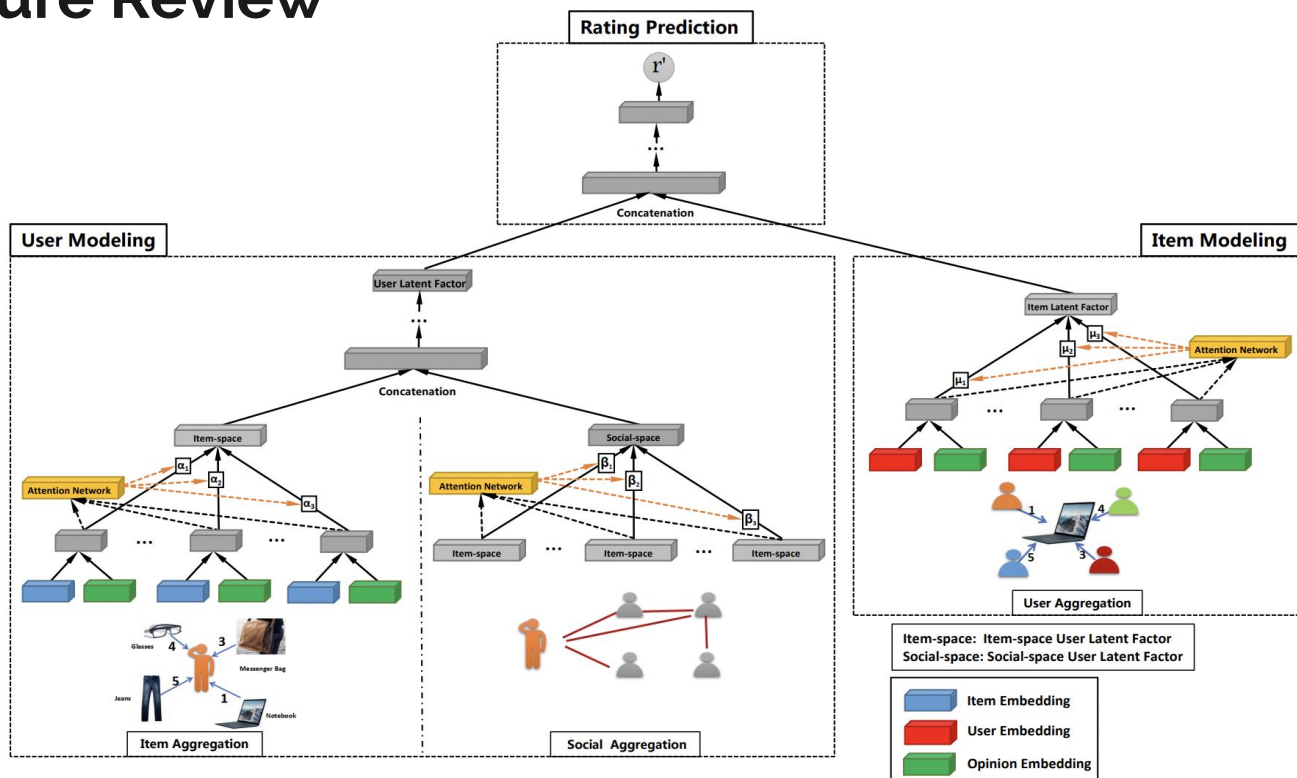 ure Review
Rating Prediction
r'
...
Concatenation
User Modeling
Item Modeling
User Latent Factor
...
Concatenation
Item-space
Social-space
α₁
α₂
α₃
Attention Network
β₁
β₂
β₃
Attention Network
... ...
Item-space ... Item-space ... Item-space
Item Latent Factor
μ₃
μ₂
μ₁
Attention Network
... ...
Glasses
4
3
Messenger Bag
Jeans
5
1
Notebook
Item Aggregation
Social Aggregation
1
4
5
3
User Aggregation
Item-space: Item-space User Latent Factor
Social-space: Social-space User Latent Factor
Item Embedding
User Embedding
Opinion Embedding